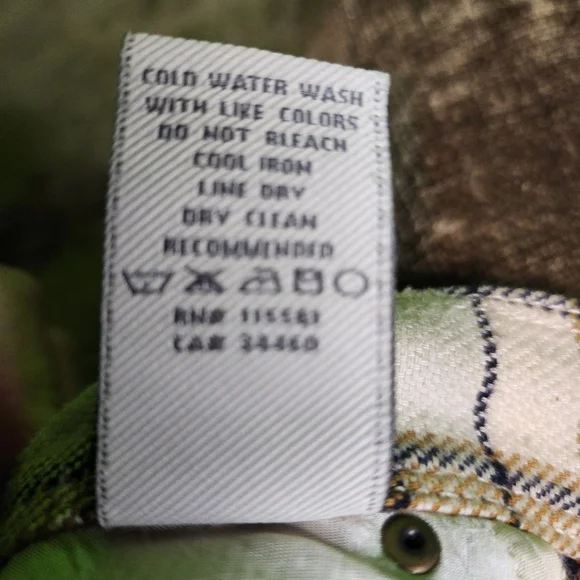 COLD WATER WASH
WITH LIKE COLORS
DO NOT BLEACH
COOL IRON
LINE DRY
DRY CLEAN
RECOMMENDED
RN#
CA# 34460